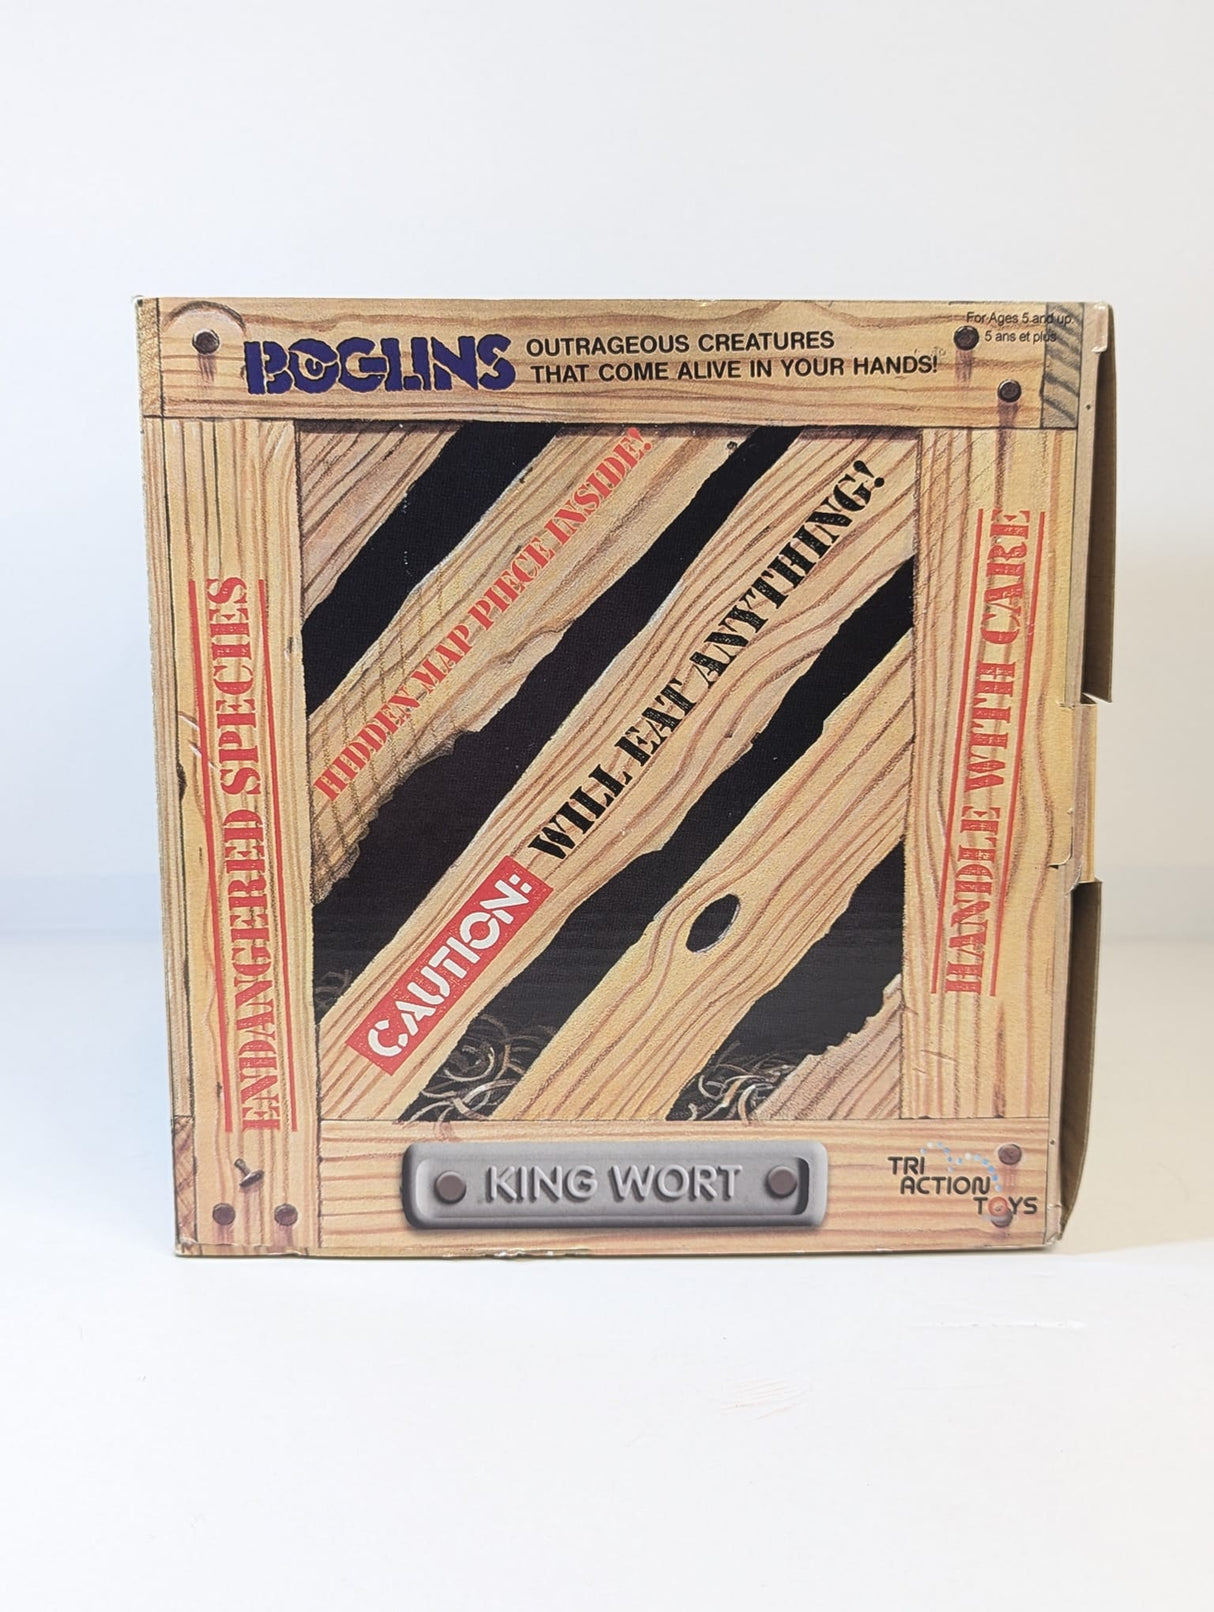 BOGLINS
OUTRAGEOUS CREATURES
THAT COME ALIVE IN YOUR HANDS!
For Ages 5 and up.
5 ans et plus
HIDDEN MAP PIECE INSIDE!
CAUTION: WILL EAT ANYTHING!
ENDANGERED SPECIES
HANDLE WITH CARE
KING WORT
TRI
ACTION
TOYS